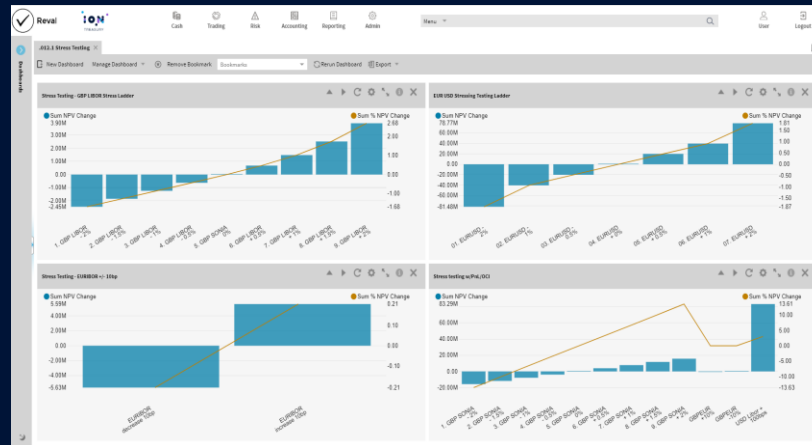 Reval
ION
TREASURY
Cash
Trading
Risk
Accounting
Reporting
Admin
Menu
User
Logout
.012.1 Stress Testing
Dashboards
New Dashboard
Manage Dashboard
Remove Bookmark
Bookmarks
Rerun Dashboard
Export
Stress Testing - GBP LIBOR Stress Ladder
Sum NPV Change
Sum % NPV Change
3.90M
3.00M
2.00M
1.00M
0.00
-1.00M
-2.00M
-2.45M
2.68
2.00
1.00
0.00
-1.00
-1.68
1. GBP LIBOR - 2%
2. GBP LIBOR - 1.5%
3. GBP LIBOR - 1%
4. GBP LIBOR - 0.5%
5. GBP SONIA 0%
6. GBP LIBOR + 0.5%
7. GBP LIBOR + 1%
8. GBP LIBOR + 1.5%
9. GBP LIBOR + 2%
EUR USD Stressing Testing Ladder
Sum NPV Change
Sum % NPV Change
78.77M
60.00M
40.00M
20.00M
0.00
-20.00M
-40.00M
-60.00M
-81.48M
1.81
1.50
1.00
0.50
0.00
-0.50
-1.00
-1.50
-1.87
01. EURUSD - 2%
02. EURUSD - 1%
03. EURUSD - 0.5%
04. EURUSD + 0%
05. EURUSD + 0.5%
06. EURUSD + 1%
07. EURUSD + 2%
Stress Testing - EURIBOR +/- 10bp
Sum NPV Change
Sum % NPV Change
5.59M
4.00M
2.00M
0.00
-2.00M
-4.00M
-5.63M
0.21
0.10
0.00
-0.10
-0.21
EURIBOR decrease 10bp
EURIBOR increase 10bp
Stress testing w/PnL/OCI
Sum NPV Change
Sum % NPV Change
83.29M
60.00M
40.00M
20.00M
0.00
-20.00M
13.61
10.00
5.00
0.00
-5.00
-10.00
-13.63
1. GBP SONIA - 2%
2. GBP SONIA - 1.5%
3. GBP SONIA - 1%
4. GBP SONIA - 0.5%
5. GBP SONIA 0%
6. GBP SONIA + 0.5%
7. GBP SONIA + 1%
8. GBP SONIA + 1.5%
9. GBP SONIA + 2%
GBPEUR +10%
GBPEUR -10%
USD Libor + 100bps